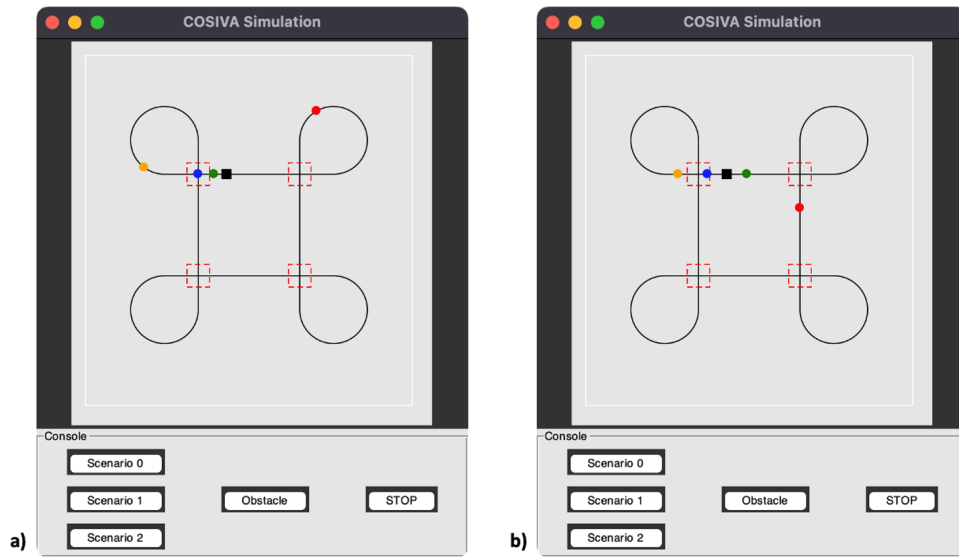 COSIVA Simulation
Console
Scenario 0
Scenario 1
Obstacle
STOP
Scenario 2
a)
COSIVA Simulation
Console
Scenario 0
Scenario 1
Obstacle
STOP
Scenario 2
b)